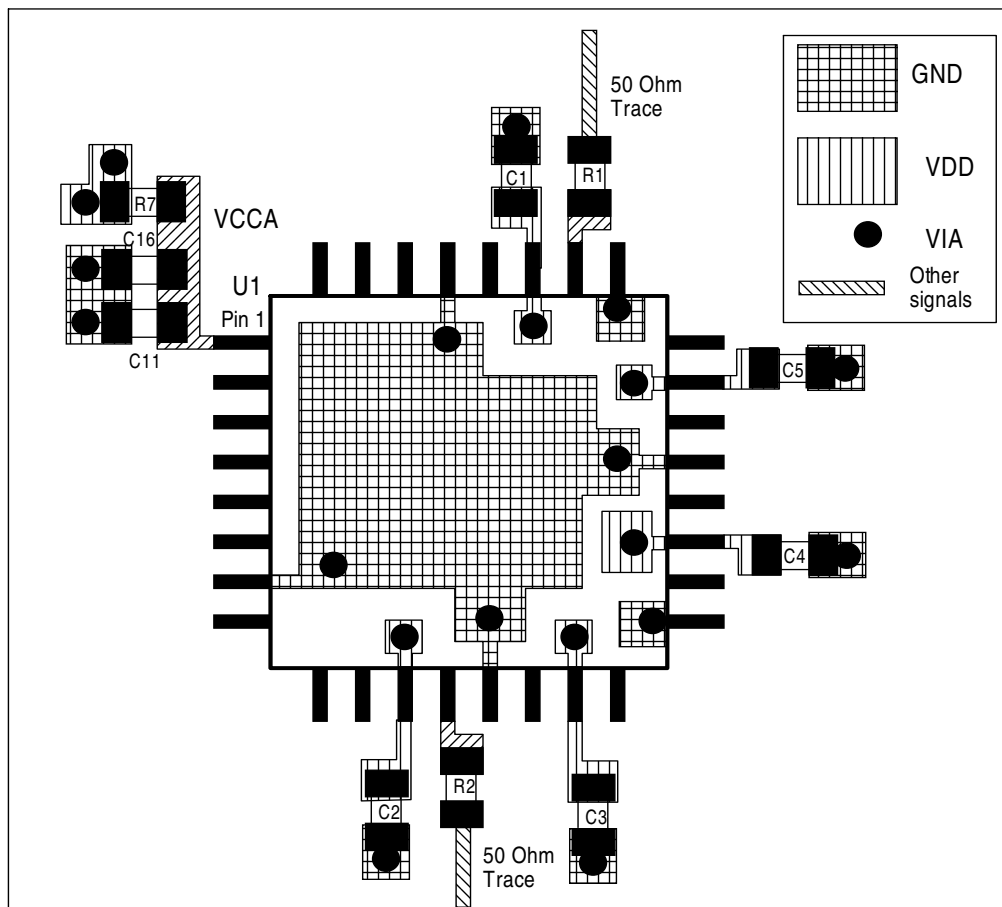 50 Ohm
Trace
GND
C1
R1
VDD
R7
VCCA
C16
VIA
U1
Other
signals
Pin 1
C11
C5
C4
R2
C2
C3
50 Ohm
Trace